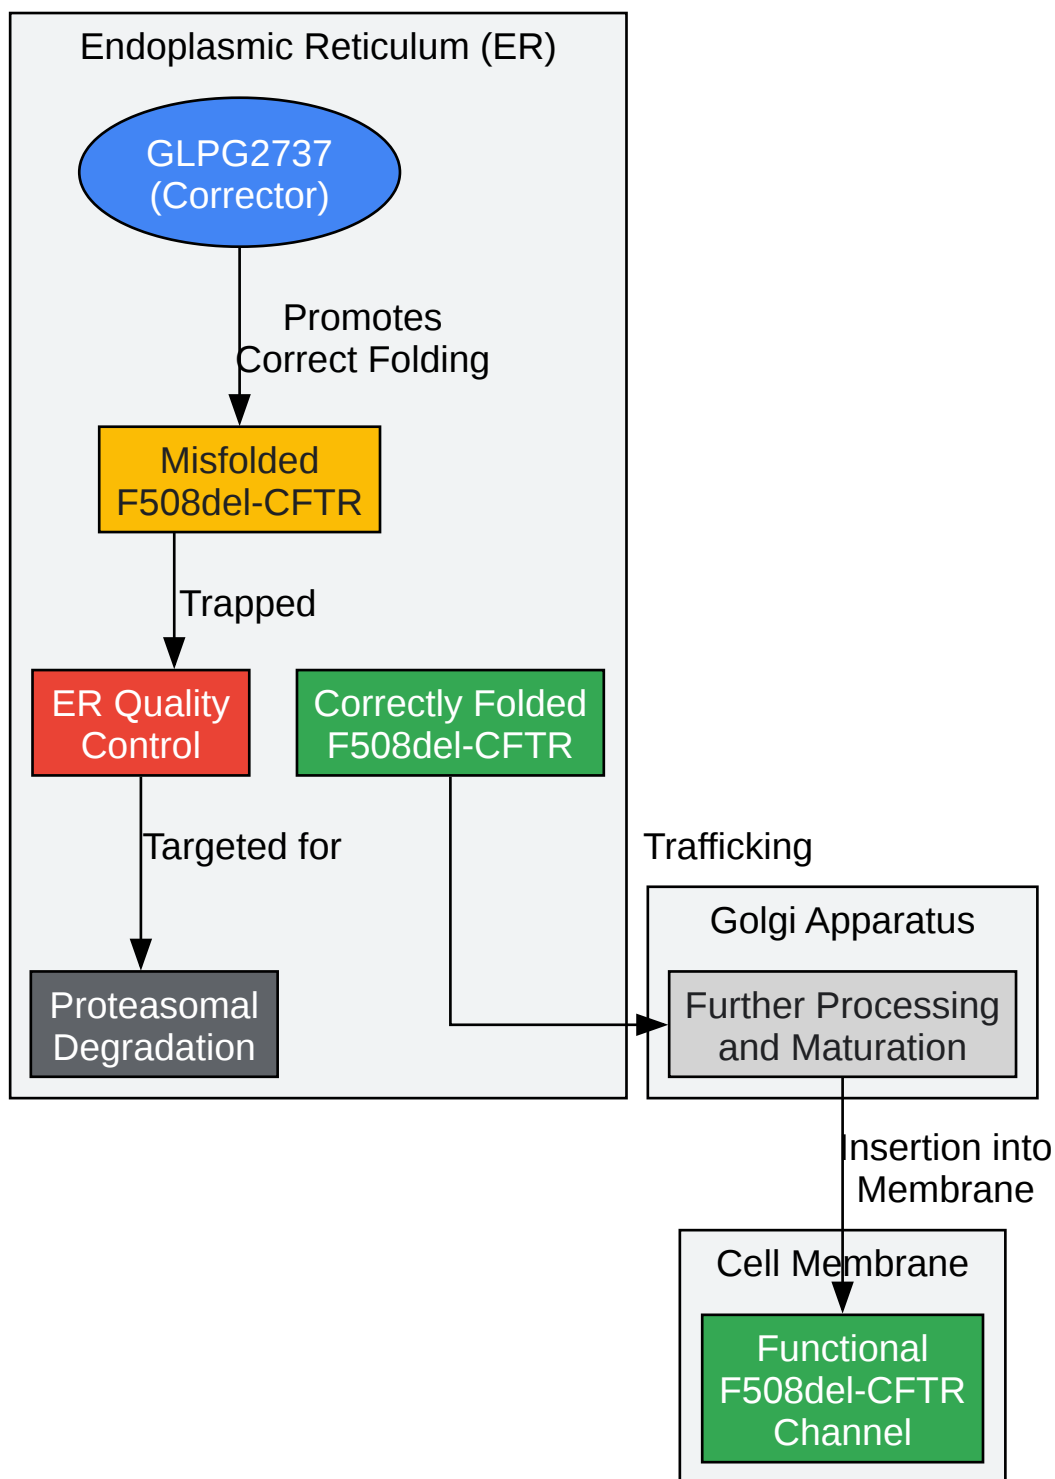 Endoplasmic Reticulum (ER)
GLPG2737
(Corrector)
Promotes
Correct Folding
Misfolded
F508del-CFTR
Trapped
ER Quality
Control
Correctly Folded
F508del-CFTR
Targeted for
Trafficking
Golgi Apparatus
Proteasomal
Degradation
Further Processing
and Maturation
Insertion into
Membrane
Cell Membrane
Functional
F508del-CFTR
Channel